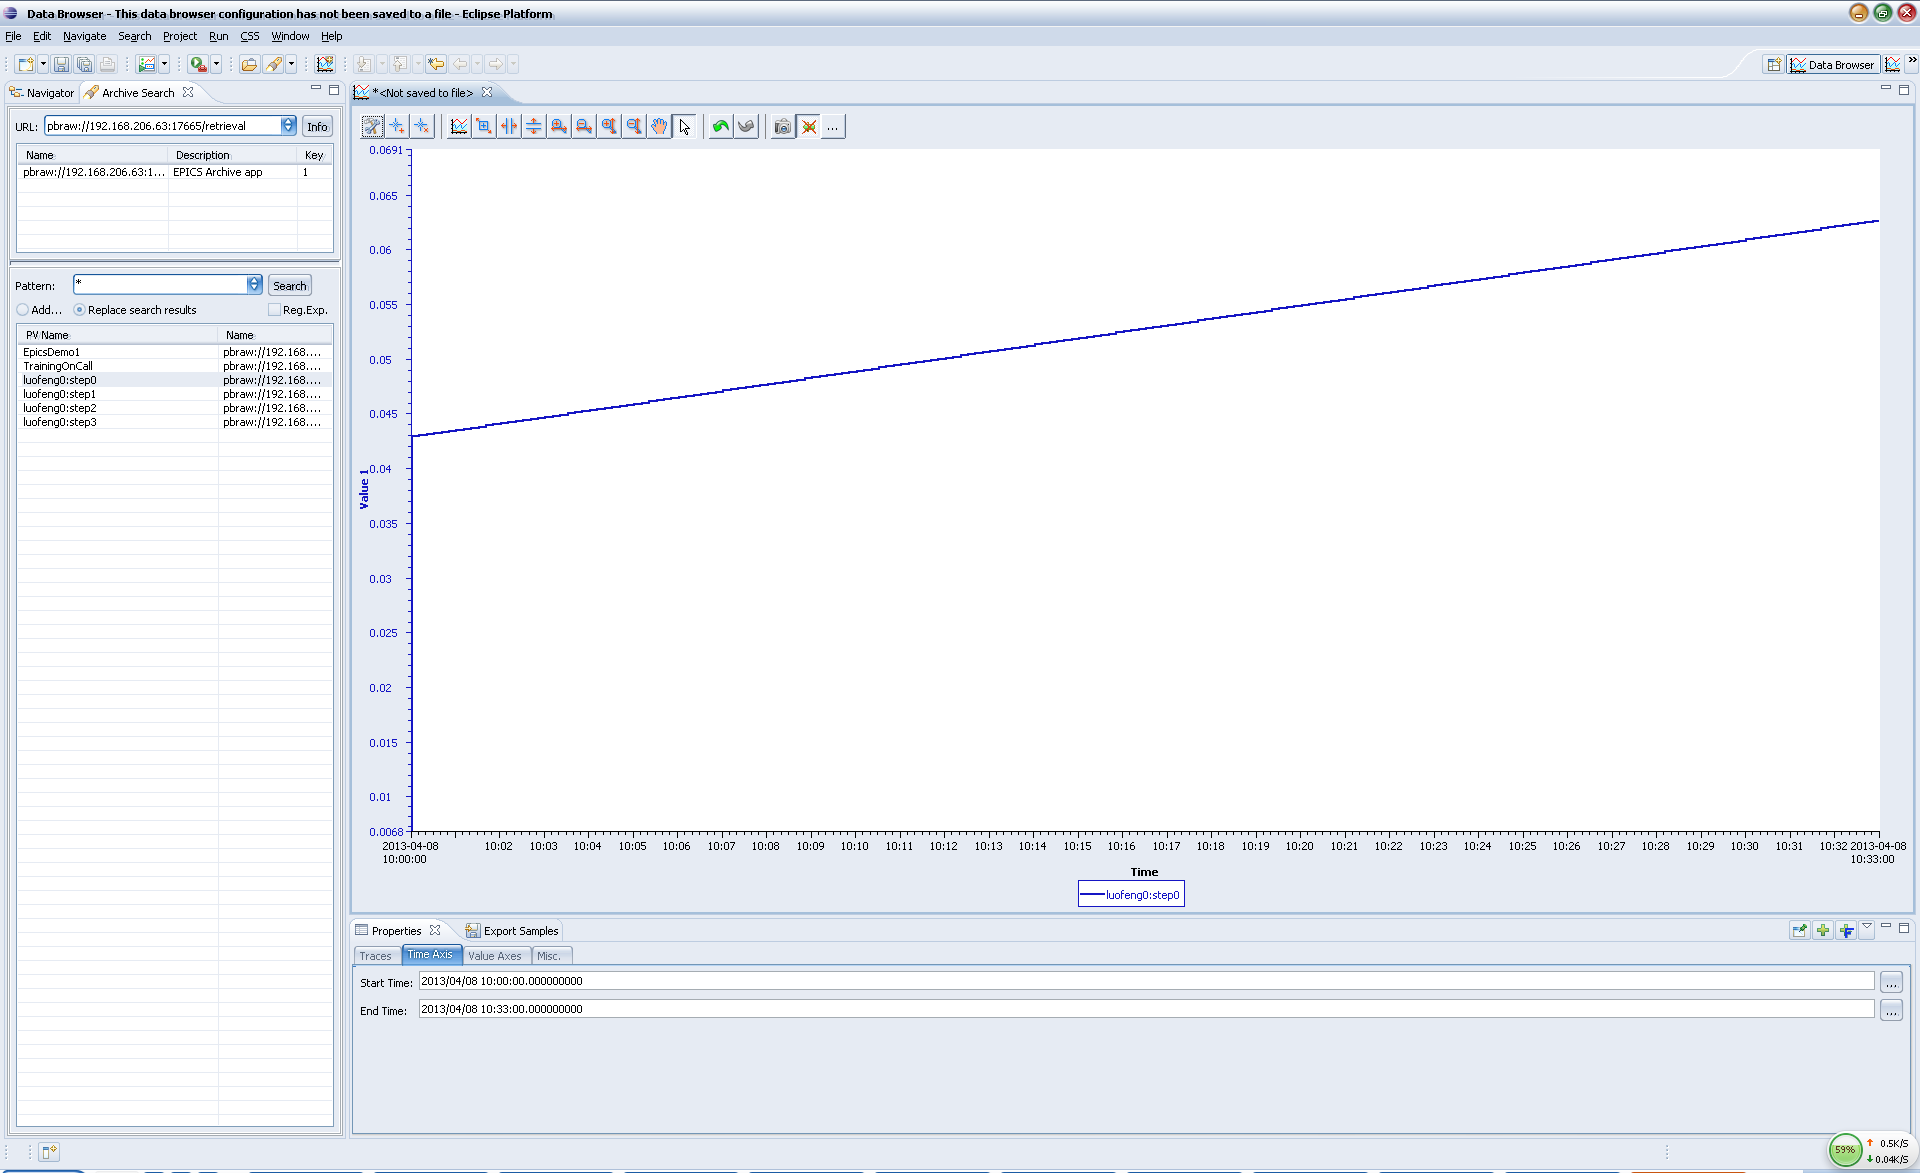 Data Browser - This data browser configuration has not been saved to a file - Eclipse Platform
File Edit Navigate Search Project Run CSS Window Help
Data Browser
Navigator Archive Search
*<Not saved to file>
URL: pbraw://192.168.206.63:17665/retrieval Info
Name Description Key
pbraw://192.168.206.63:1... EPICS Archive app 1
Pattern: * Search
Add... Replace search results Reg.Exp.
PV Name Name
EpicsDemo1 pbraw://192.168....
TrainingOnCall pbraw://192.168....
luofeng0:step0 pbraw://192.168....
luofeng0:step1 pbraw://192.168....
luofeng0:step2 pbraw://192.168....
luofeng0:step3 pbraw://192.168....
...
0.0691
0.065
0.06
0.055
0.05
0.045
0.04
0.035
0.03
0.025
0.02
0.015
0.01
0.0068
Value 1
2013-04-08 10:00:00
10:02 10:03 10:04 10:05 10:06 10:07 10:08 10:09 10:10 10:11 10:12 10:13 10:14 10:15 10:16 10:17 10:18 10:19 10:20 10:21 10:22 10:23 10:24 10:25 10:26 10:27 10:28 10:29 10:30 10:31 10:32
2013-04-08 10:33:00
Time
luofeng0:step0
Properties Export Samples
Traces Time Axis Value Axes Misc.
Start Time: 2013/04/08 10:00:00.000000000 ...
End Time: 2013/04/08 10:33:00.000000000 ...
59% 0.5K/S
0.04K/S